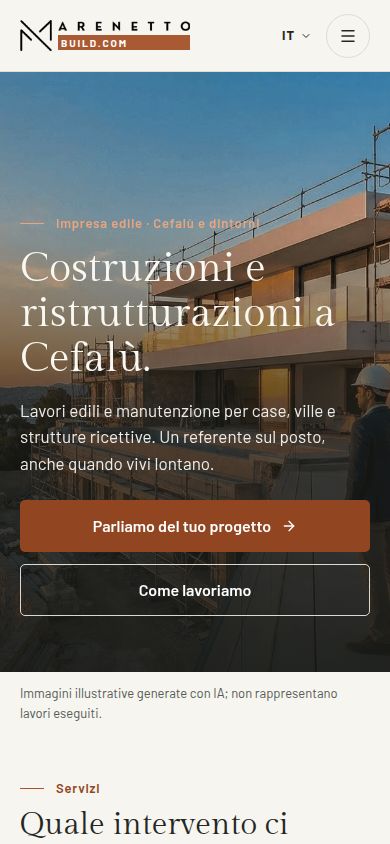 MARENETTO
BUILD.COM
IT
Impresa edile · Cefalù e dintorni
Costruzioni e
ristrutturazioni a
Cefalù.
Lavori edili e manutenzione per case, ville e
strutture ricettive. Un referente sul posto,
anche quando vivi lontano.
Parliamo del tuo progetto →
Come lavoriamo
Immagini illustrative generate con IA; non rappresentano
lavori eseguiti.
Servizi
Quale intervento ci